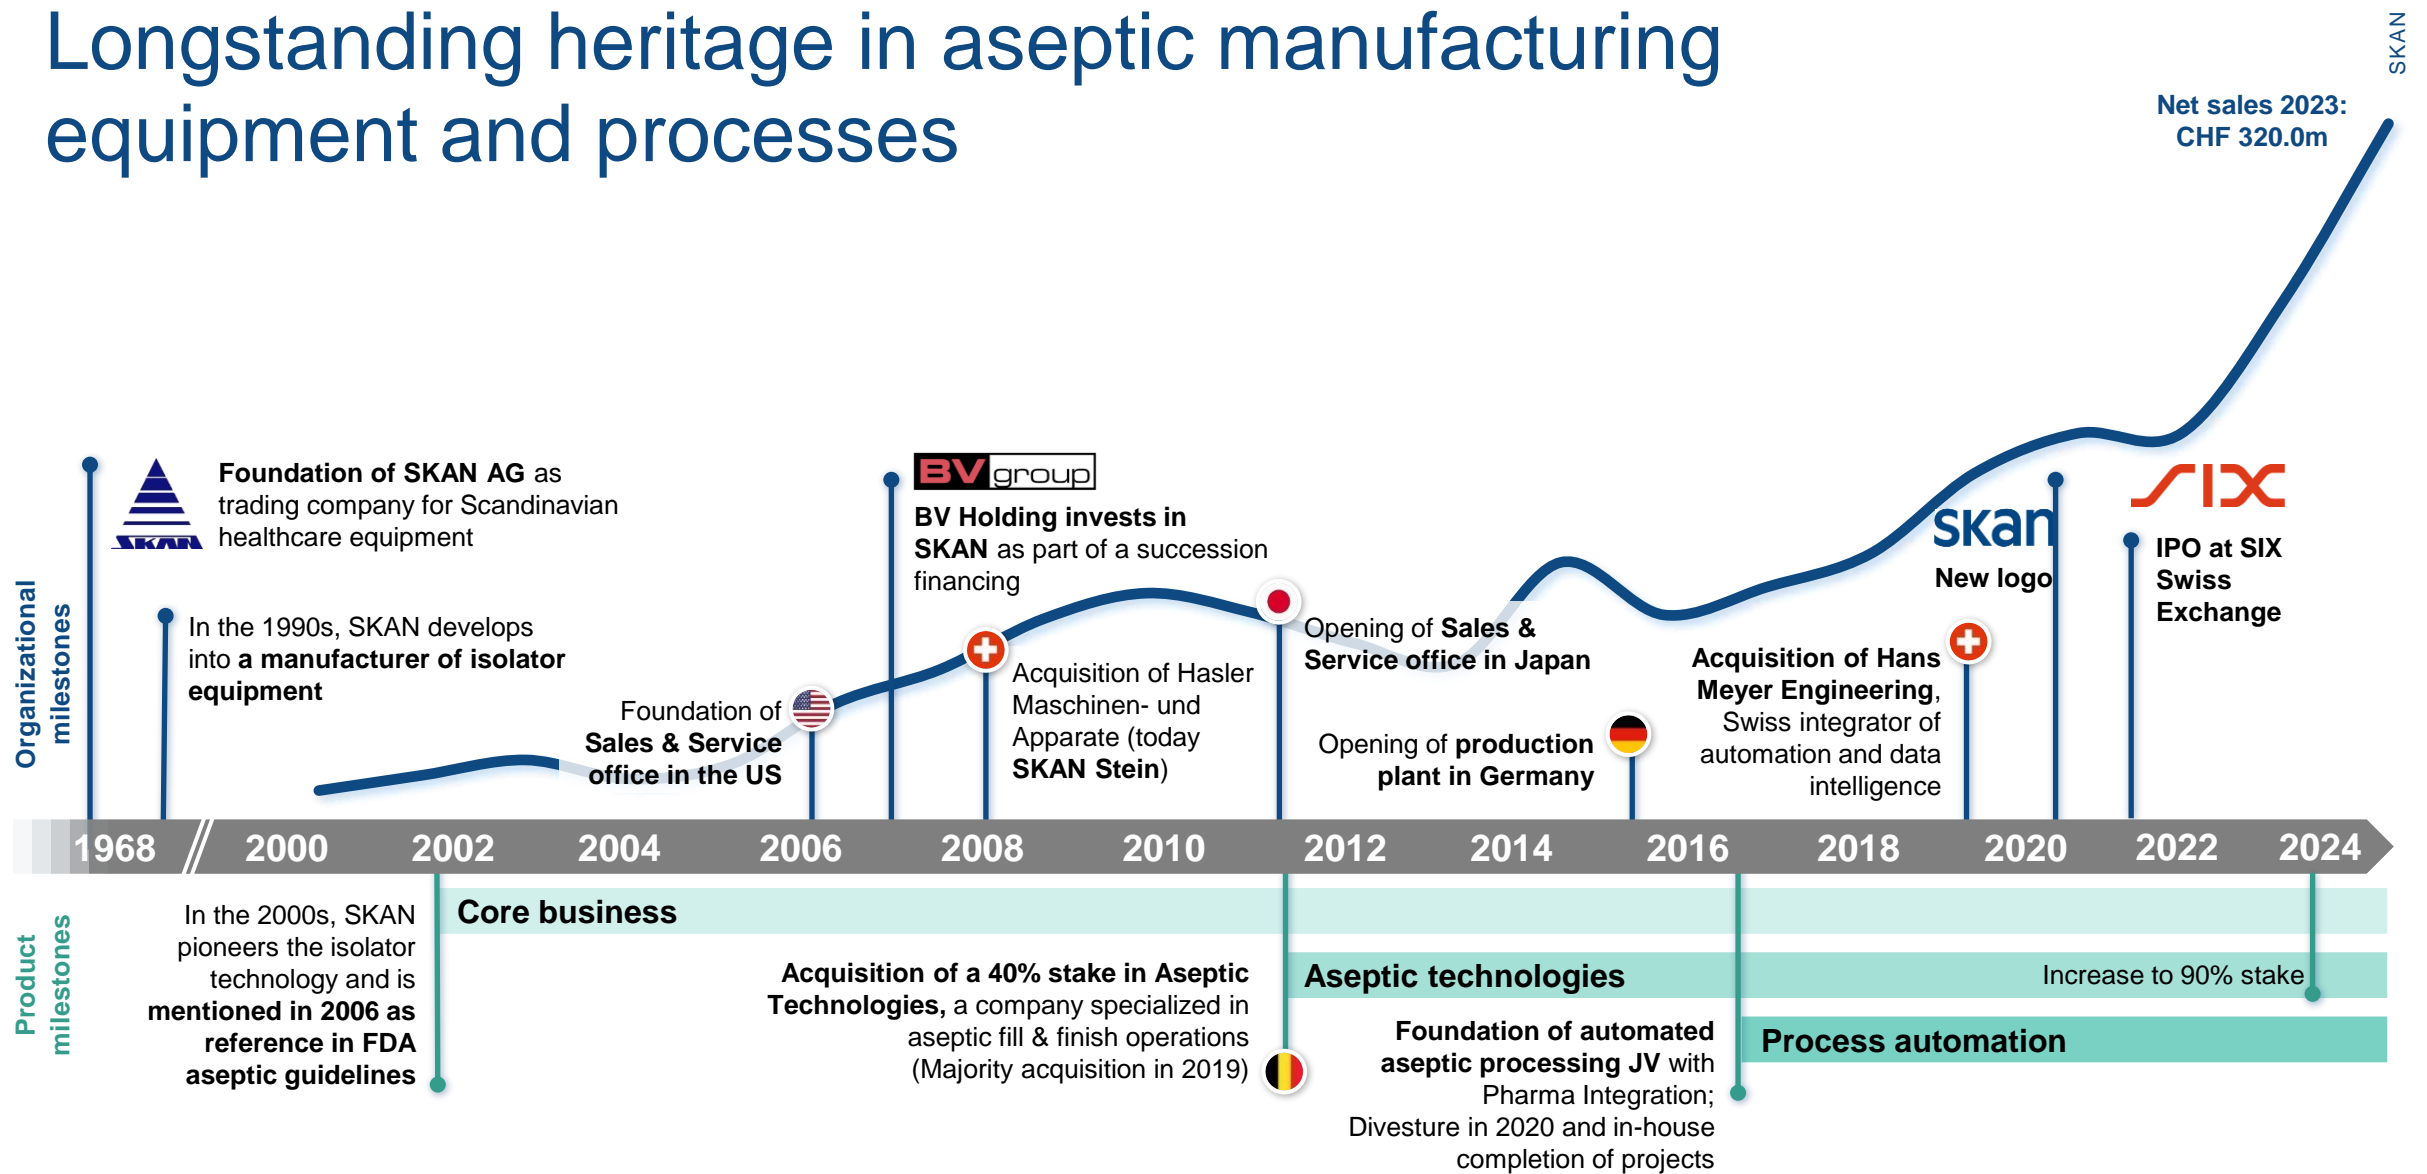 Longstanding heritage in aseptic manufacturing
equipment and processes
SKAN
Net sales 2023:
CHF 320.0m
Organizational
milestones
SKAN
Foundation of SKAN AG as
trading company for Scandinavian
healthcare equipment
In the 1990s, SKAN develops
into a manufacturer of isolator
equipment
Foundation of
Sales & Service
office in the US
BV group
BV Holding invests in
SKAN as part of a succession
financing
Acquisition of Hasler
Maschinen- und
Apparate (today
SKAN Stein)
Opening of Sales &
Service office in Japan
Opening of production
plant in Germany
Acquisition of Hans
Meyer Engineering,
Swiss integrator of
automation and data
intelligence
skan
New logo
SIX
IPO at SIX
Swiss
Exchange
1968 // 2000 2002 2004 2006 2008 2010 2012 2014 2016 2018 2020 2022 2024
Product
milestones
In the 2000s, SKAN
pioneers the isolator
technology and is
mentioned in 2006 as
reference in FDA
aseptic guidelines
Core business
Acquisition of a 40% stake in Aseptic
Technologies, a company specialized in
aseptic fill & finish operations
(Majority acquisition in 2019)
Aseptic technologies
Increase to 90% stake
Foundation of automated
aseptic processing JV with
Pharma Integration;
Divesture in 2020 and in-house
completion of projects
Process automation